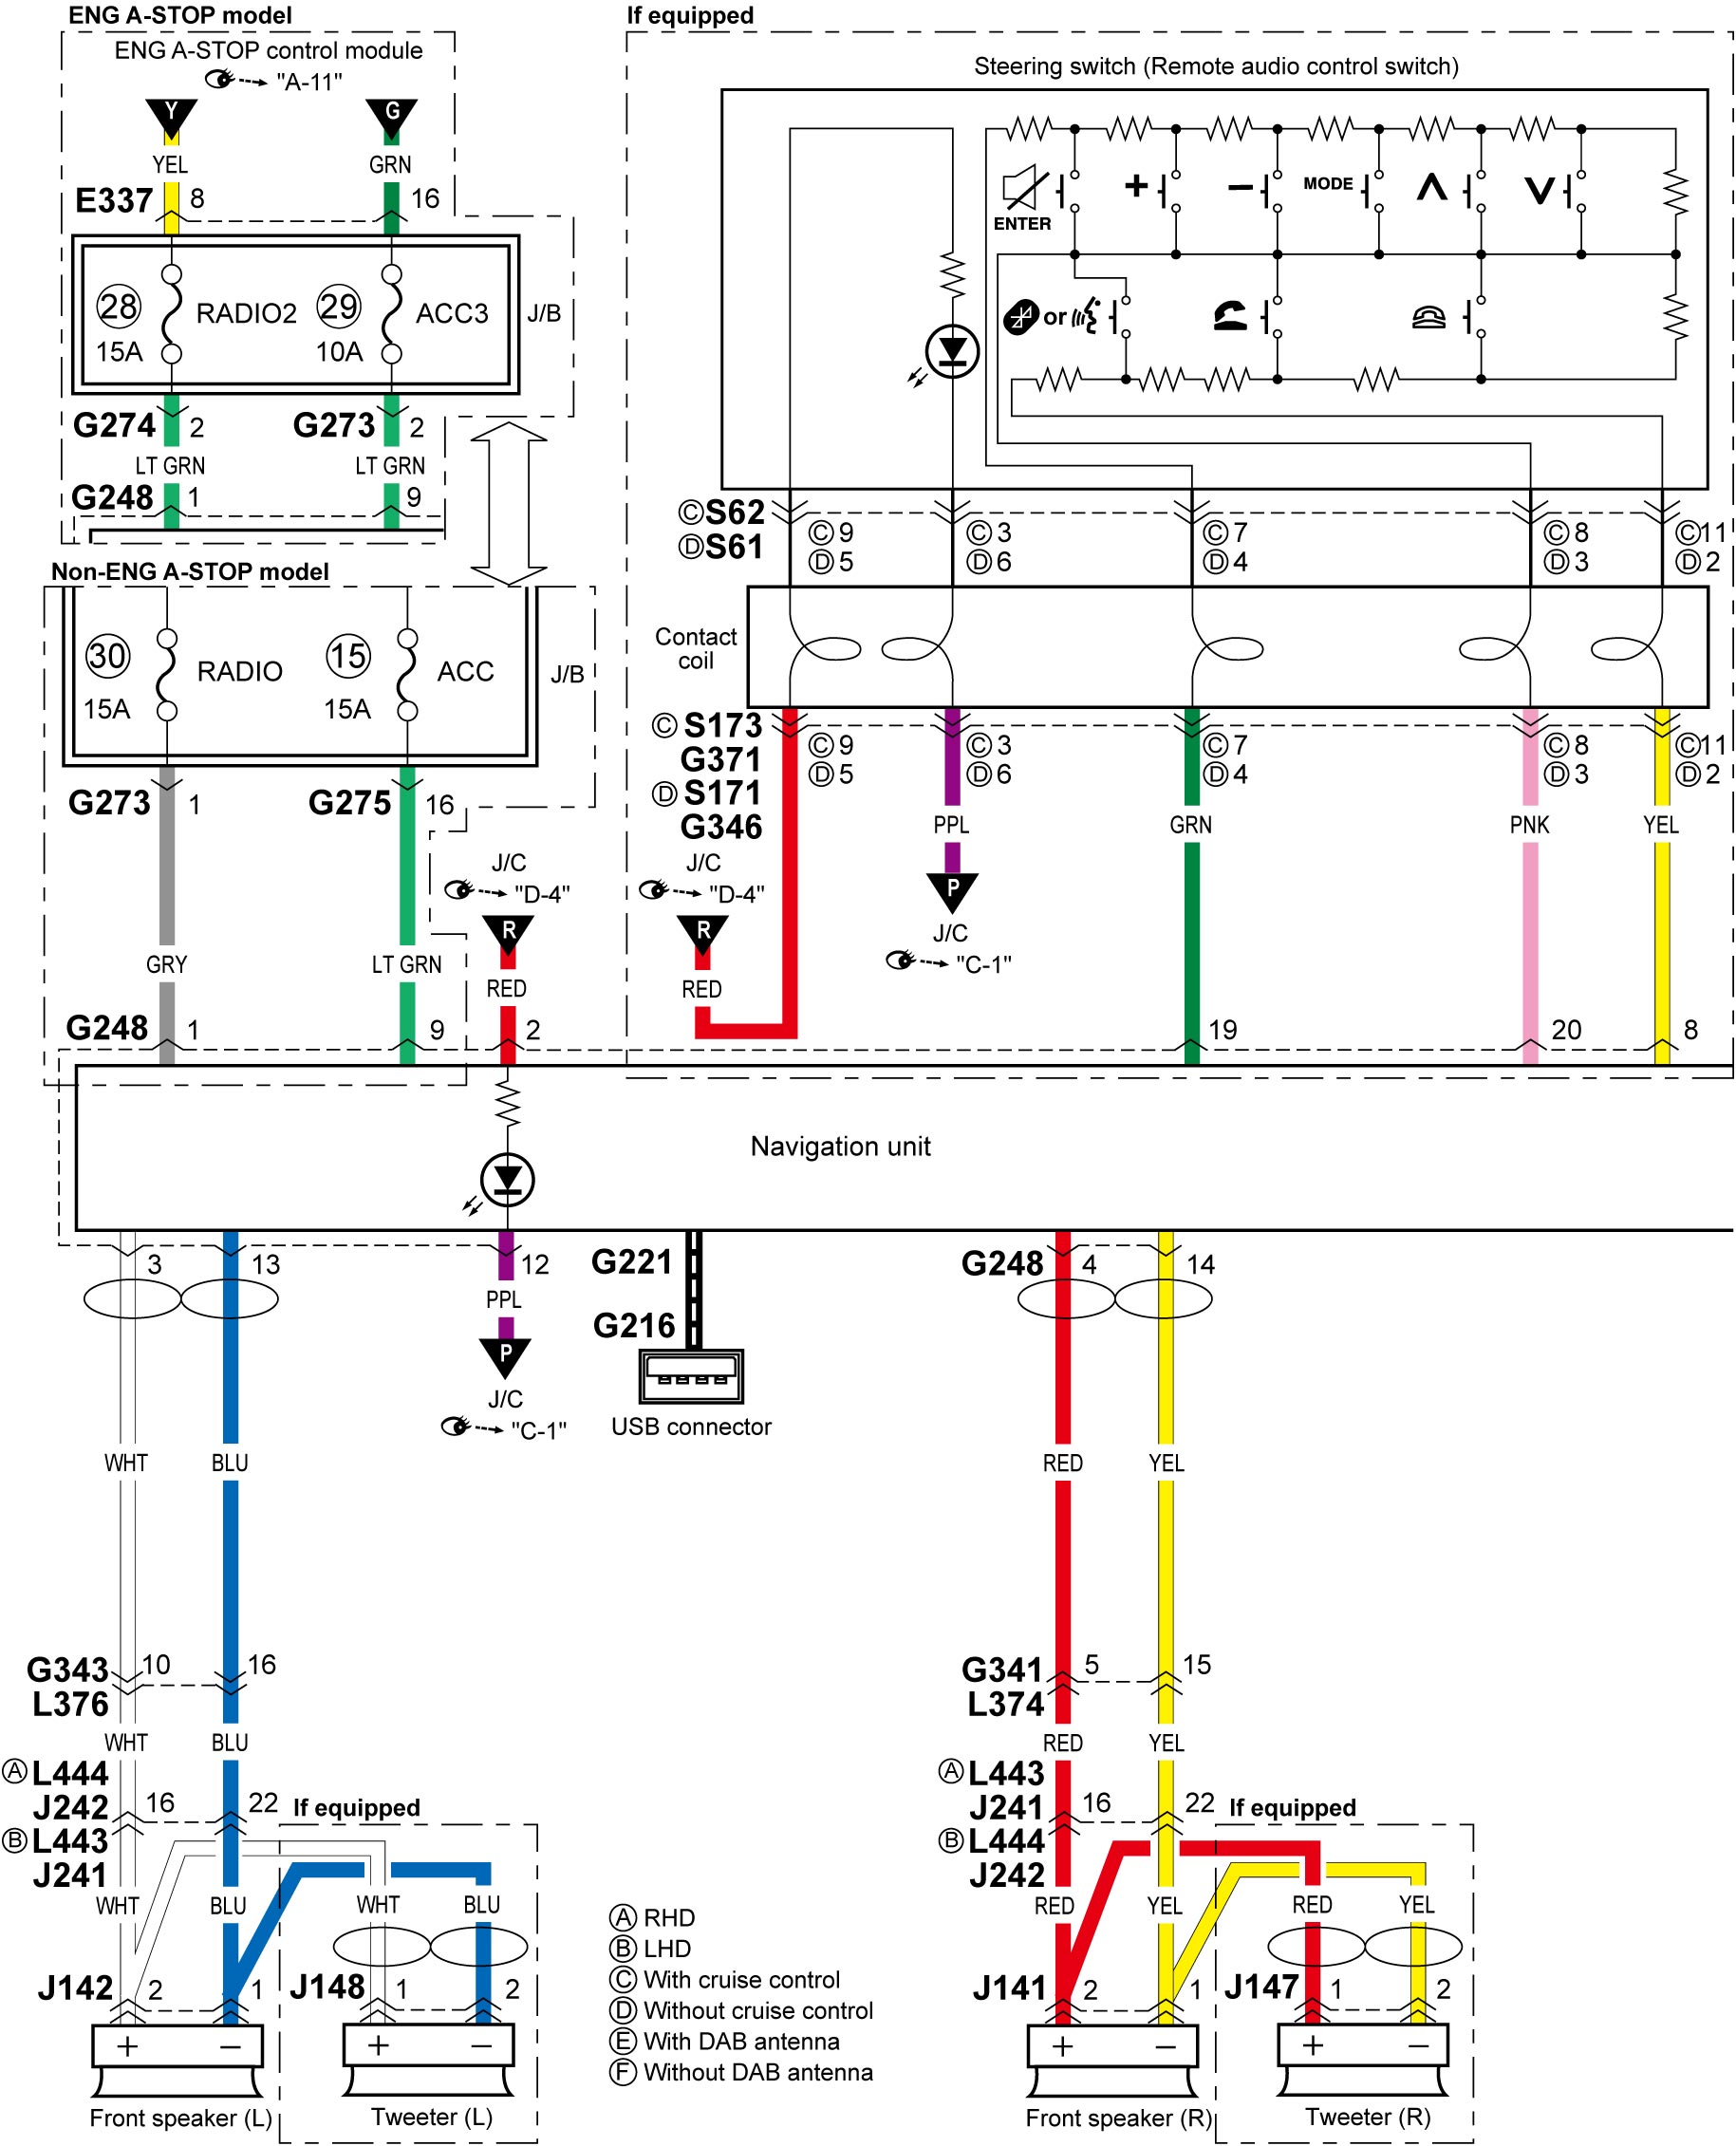 ENG A-STOP model
ENG A-STOP control module
"A-11"
Y
G
YEL
GRN
E337
8
16
28
RADIO2
15A
29
ACC3
10A
J/B
G274
2
G273
2
LT GRN
LT GRN
G248
1
9
Non-ENG A-STOP model
30
RADIO
15A
15
ACC
15A
J/B
G273
1
G275
16
J/C
"D-4"
R
GRY
LT GRN
RED
G248
1
9
2
If equipped
Steering switch (Remote audio control switch)
ENTER
+
−
MODE
or
C S62
D S61
C 9
D 5
C 3
D 6
C 7
D 4
C 8
D 3
C 11
D 2
Contact
coil
C S173
G371
D S171
G346
C 9
D 5
C 3
D 6
C 7
D 4
C 8
D 3
C 11
D 2
PPL
GRN
PNK
YEL
J/C
"D-4"
R
RED
P
J/C
"C-1"
19
20
8
Navigation unit
3
13
12
PPL
P
J/C
"C-1"
G221
G216
USB connector
G248
4
14
WHT
BLU
RED
YEL
G343
L376
10
16
G341
L374
5
15
WHT
BLU
RED
YEL
A L444
J242
B L443
J241
16
22
If equipped
A L443
J241
B L444
J242
16
22
If equipped
WHT
BLU
WHT
BLU
RED
YEL
RED
YEL
A RHD
B LHD
C With cruise control
D Without cruise control
E With DAB antenna
F Without DAB antenna
J142
2
1
J148
1
2
J141
2
1
J147
1
2
+
−
+
−
+
−
+
−
Front speaker (L)
Tweeter (L)
Front speaker (R)
Tweeter (R)